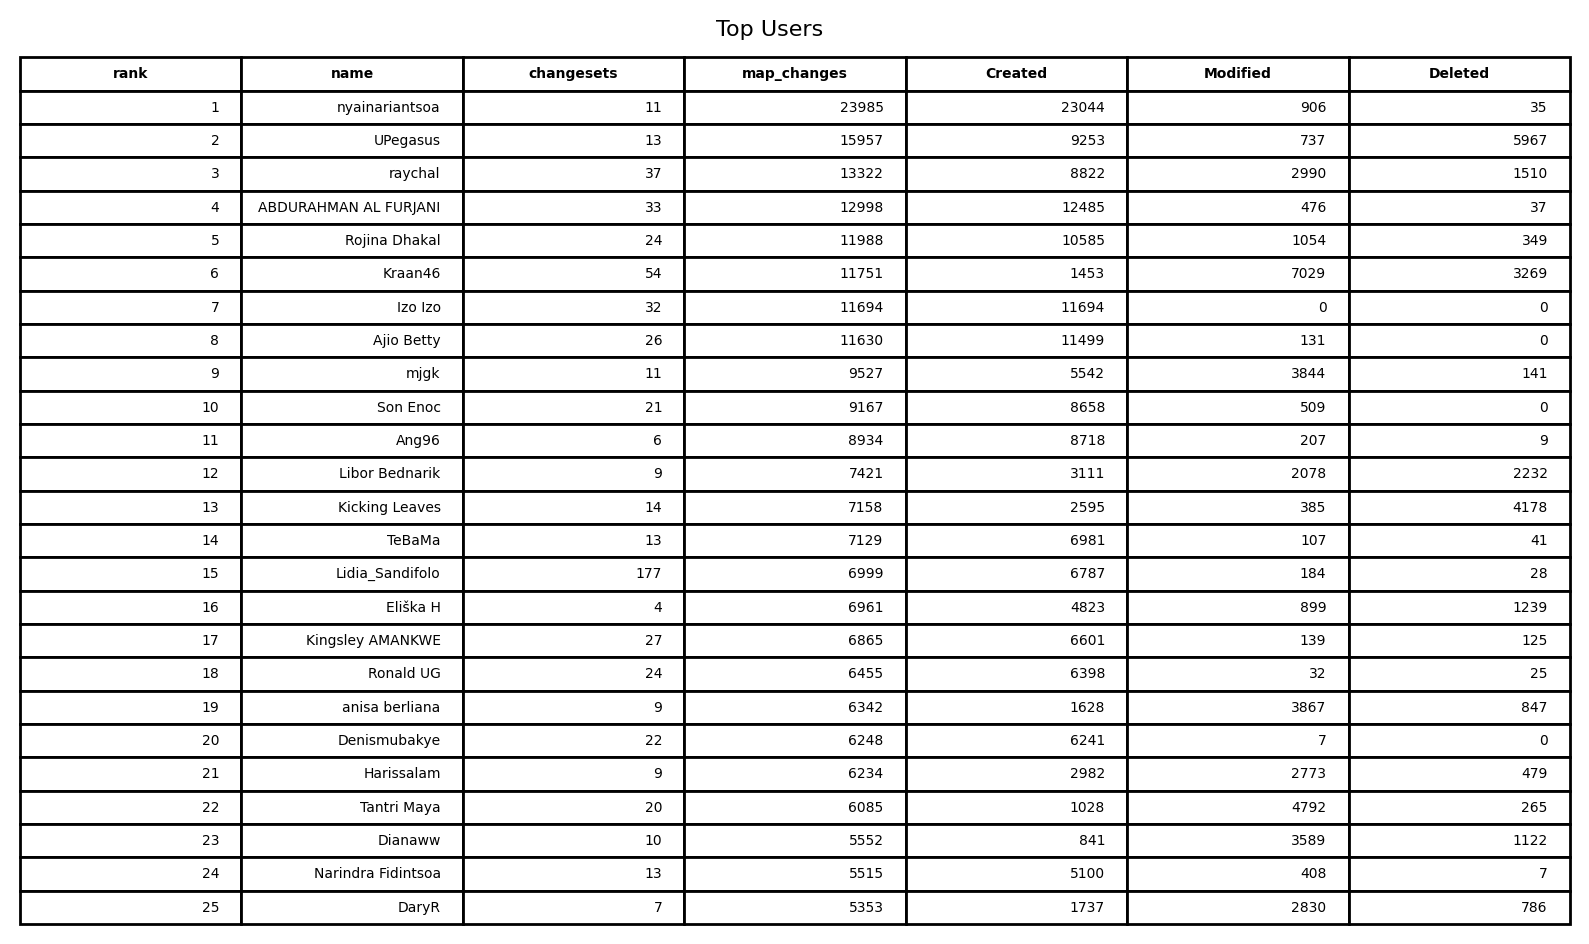 Top Users
rank name changesets map_changes Created Modified Deleted
1 nyainariantsoa 11 23985 23044 906 35
2 UPegasus 13 15957 9253 737 5967
3 raychal 37 13322 8822 2990 1510
4 ABDURAHMAN AL FURJANI 33 12998 12485 476 37
5 Rojina Dhakal 24 11988 10585 1054 349
6 Kraan46 54 11751 1453 7029 3269
7 Izo Izo 32 11694 11694 0 0
8 Ajio Betty 26 11630 11499 131 0
9 mjgk 11 9527 5542 3844 141
10 Son Enoc 21 9167 8658 509 0
11 Ang96 6 8934 8718 207 9
12 Libor Bednarik 9 7421 3111 2078 2232
13 Kicking Leaves 14 7158 2595 385 4178
14 TeBaMa 13 7129 6981 107 41
15 Lidia_Sandifolo 177 6999 6787 184 28
16 Eliška H 4 6961 4823 899 1239
17 Kingsley AMANKWE 27 6865 6601 139 125
18 Ronald UG 24 6455 6398 32 25
19 anisa berliana 9 6342 1628 3867 847
20 Denismubakye 22 6248 6241 7 0
21 Harissalam 9 6234 2982 2773 479
22 Tantri Maya 20 6085 1028 4792 265
23 Dianaww 10 5552 841 3589 1122
24 Narindra Fidintsoa 13 5515 5100 408 7
25 DaryR 7 5353 1737 2830 786